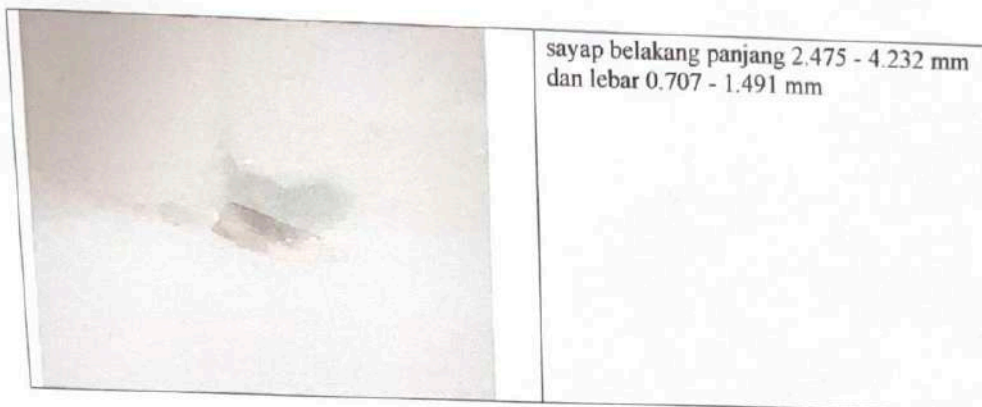 sayap belakang panjang 2.475 - 4.232 mm
dan lebar 0.707 - 1.491 mm